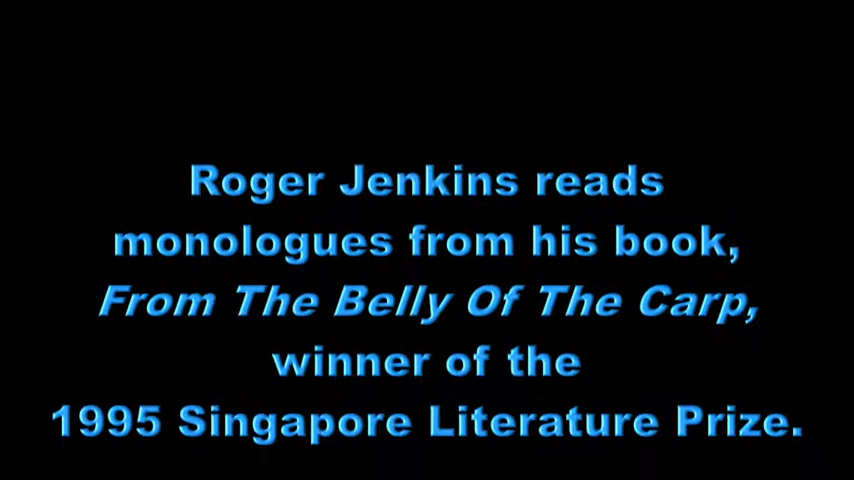 Roger Jenkins reads
monologues from his book,
From The Belly Of The Carp,
winner of the
1995 Singapore Literature Prize.